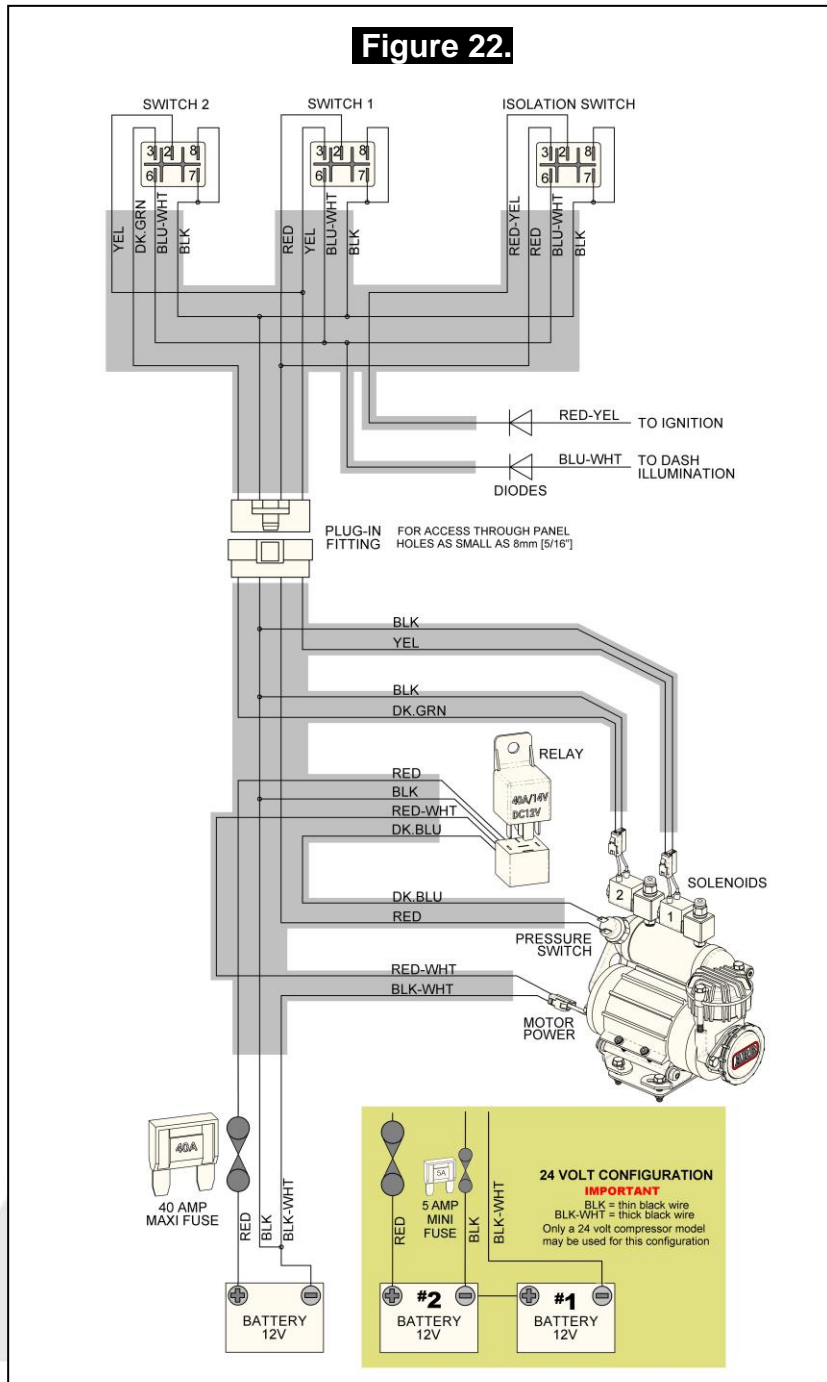 Figure 22.
SWITCH 2
SWITCH 1
ISOLATION SWITCH
3 2 8
6 7
3 2 8
6 7
3 2 8
6 7
YEL
DK.GRN
BLU-WHT
BLK
RED
YEL
BLU-WHT
BLK
RED-YEL
RED
BLU-WHT
BLK
RED-YEL
TO IGNITION
BLU-WHT
TO DASH
ILLUMINATION
DIODES
PLUG-IN
FITTING
FOR ACCESS THROUGH PANEL
HOLES AS SMALL AS 8mm [5/16"]
BLK
YEL
BLK
DK.GRN
RELAY
40A/14V
DC12V
RED
BLK
RED-WHT
DK.BLU
SOLENOIDS
2
1
DK.BLU
RED
PRESSURE
SWITCH
RED-WHT
BLK-WHT
MOTOR
POWER
ARB
40A
40 AMP
MAXI FUSE
RED
BLK
BLK-WHT
BATTERY
12V
5A
5 AMP
MINI
FUSE
RED
BLK
BLK-WHT
24 VOLT CONFIGURATION
IMPORTANT
BLK = thin black wire
BLK-WHT = thick black wire
Only a 24 volt compressor model
may be used for this configuration
#2
BATTERY
12V
#1
BATTERY
12V